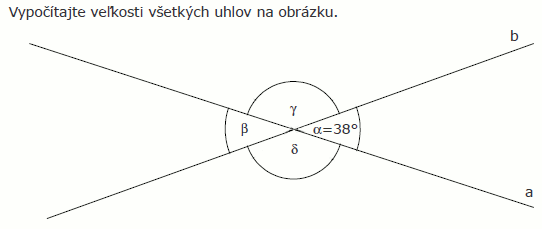 Vypočítajte veľkosti všetkých uhlov na obrázku.
b
γ
β
α=38°
δ
a